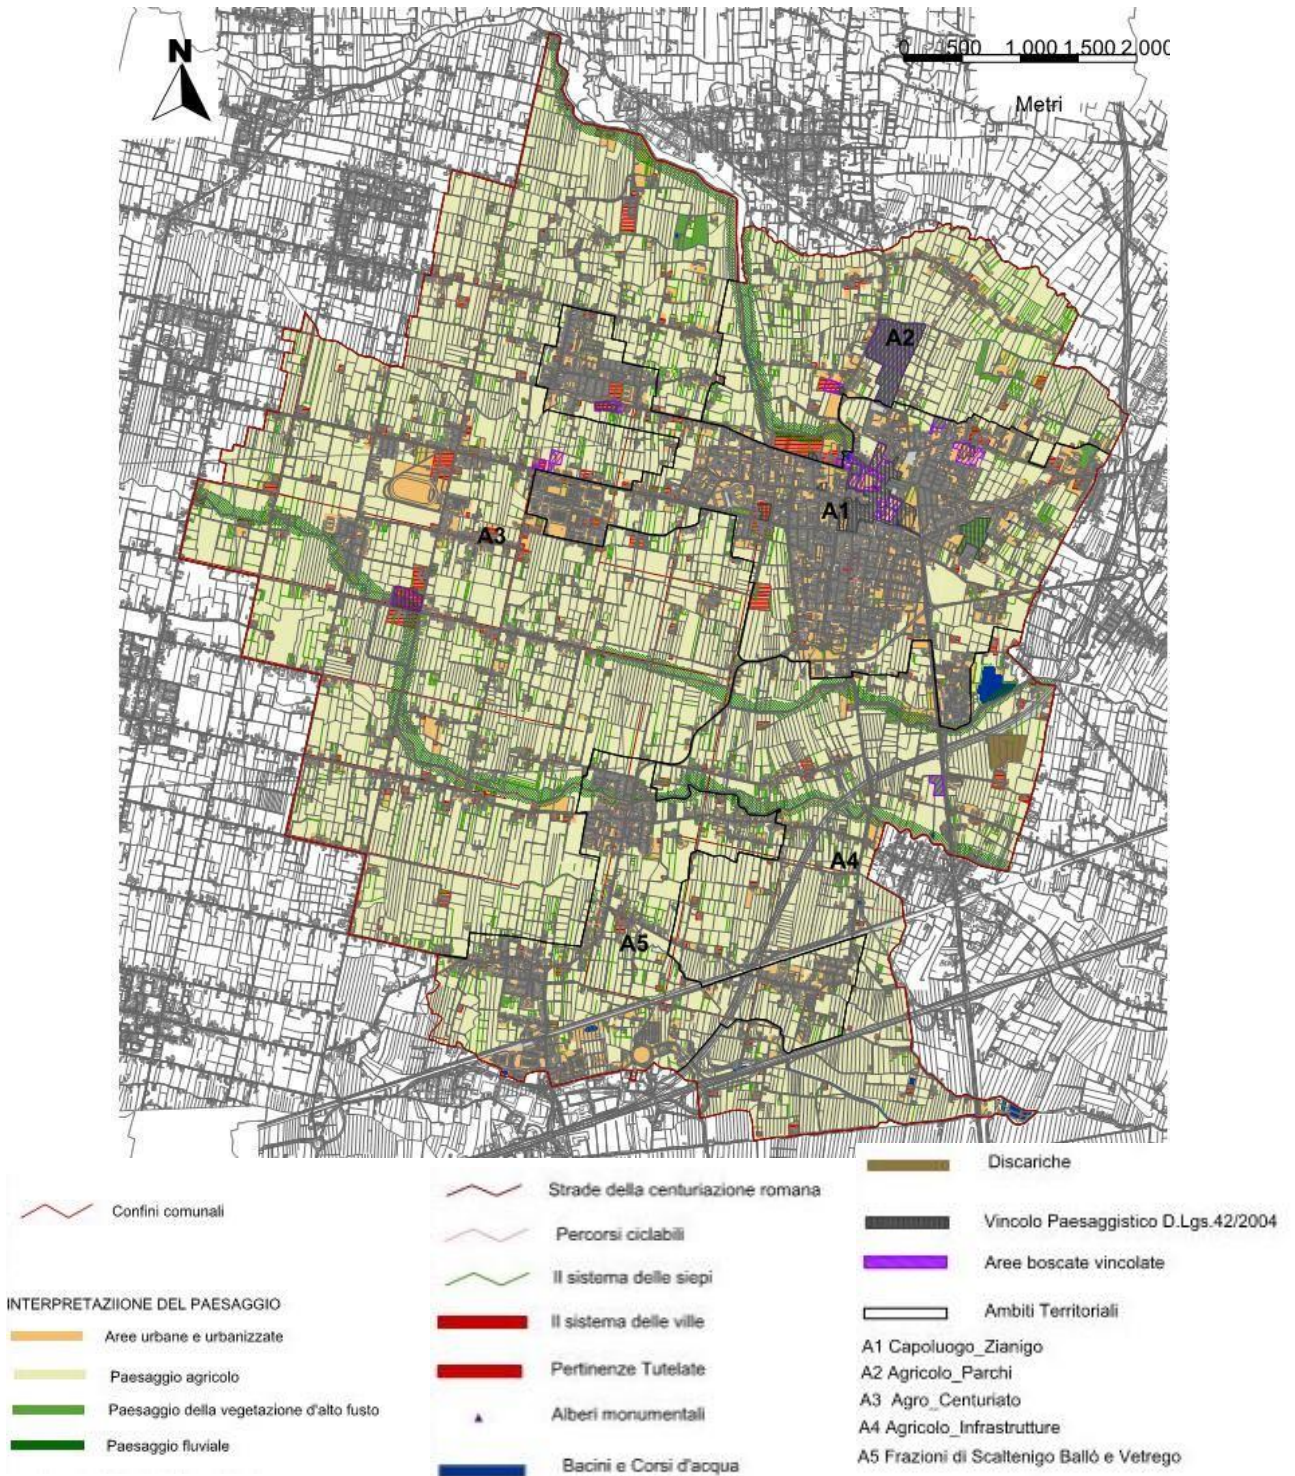 N
0 500 1.000 1.500 2.000
Metri
A2
A1
A3
A4
A5
Confini comunali
INTERPRETAZIIONE DEL PAESAGGIO
Aree urbane e urbanizzate
Paesaggio agricolo
Paesaggio della vegetazione d'alto fusto
Paesaggio fluviale
Strade della centuriazione romana
Percorsi ciclabili
Il sistema delle siepi
Il sistema delle ville
Pertinenze Tutelate
Alberi monumentali
Bacini e Corsi d'acqua
Discariche
Vincolo Paesaggistico D.Lgs.42/2004
Aree boscate vincolate
Ambiti Territoriali
A1 Capoluogo_Zianigo
A2 Agricolo_Parchi
A3 Agro_Centuriato
A4 Agricolo_Infrastrutture
A5 Frazioni di Scaltenigo Ballò e Vetrego